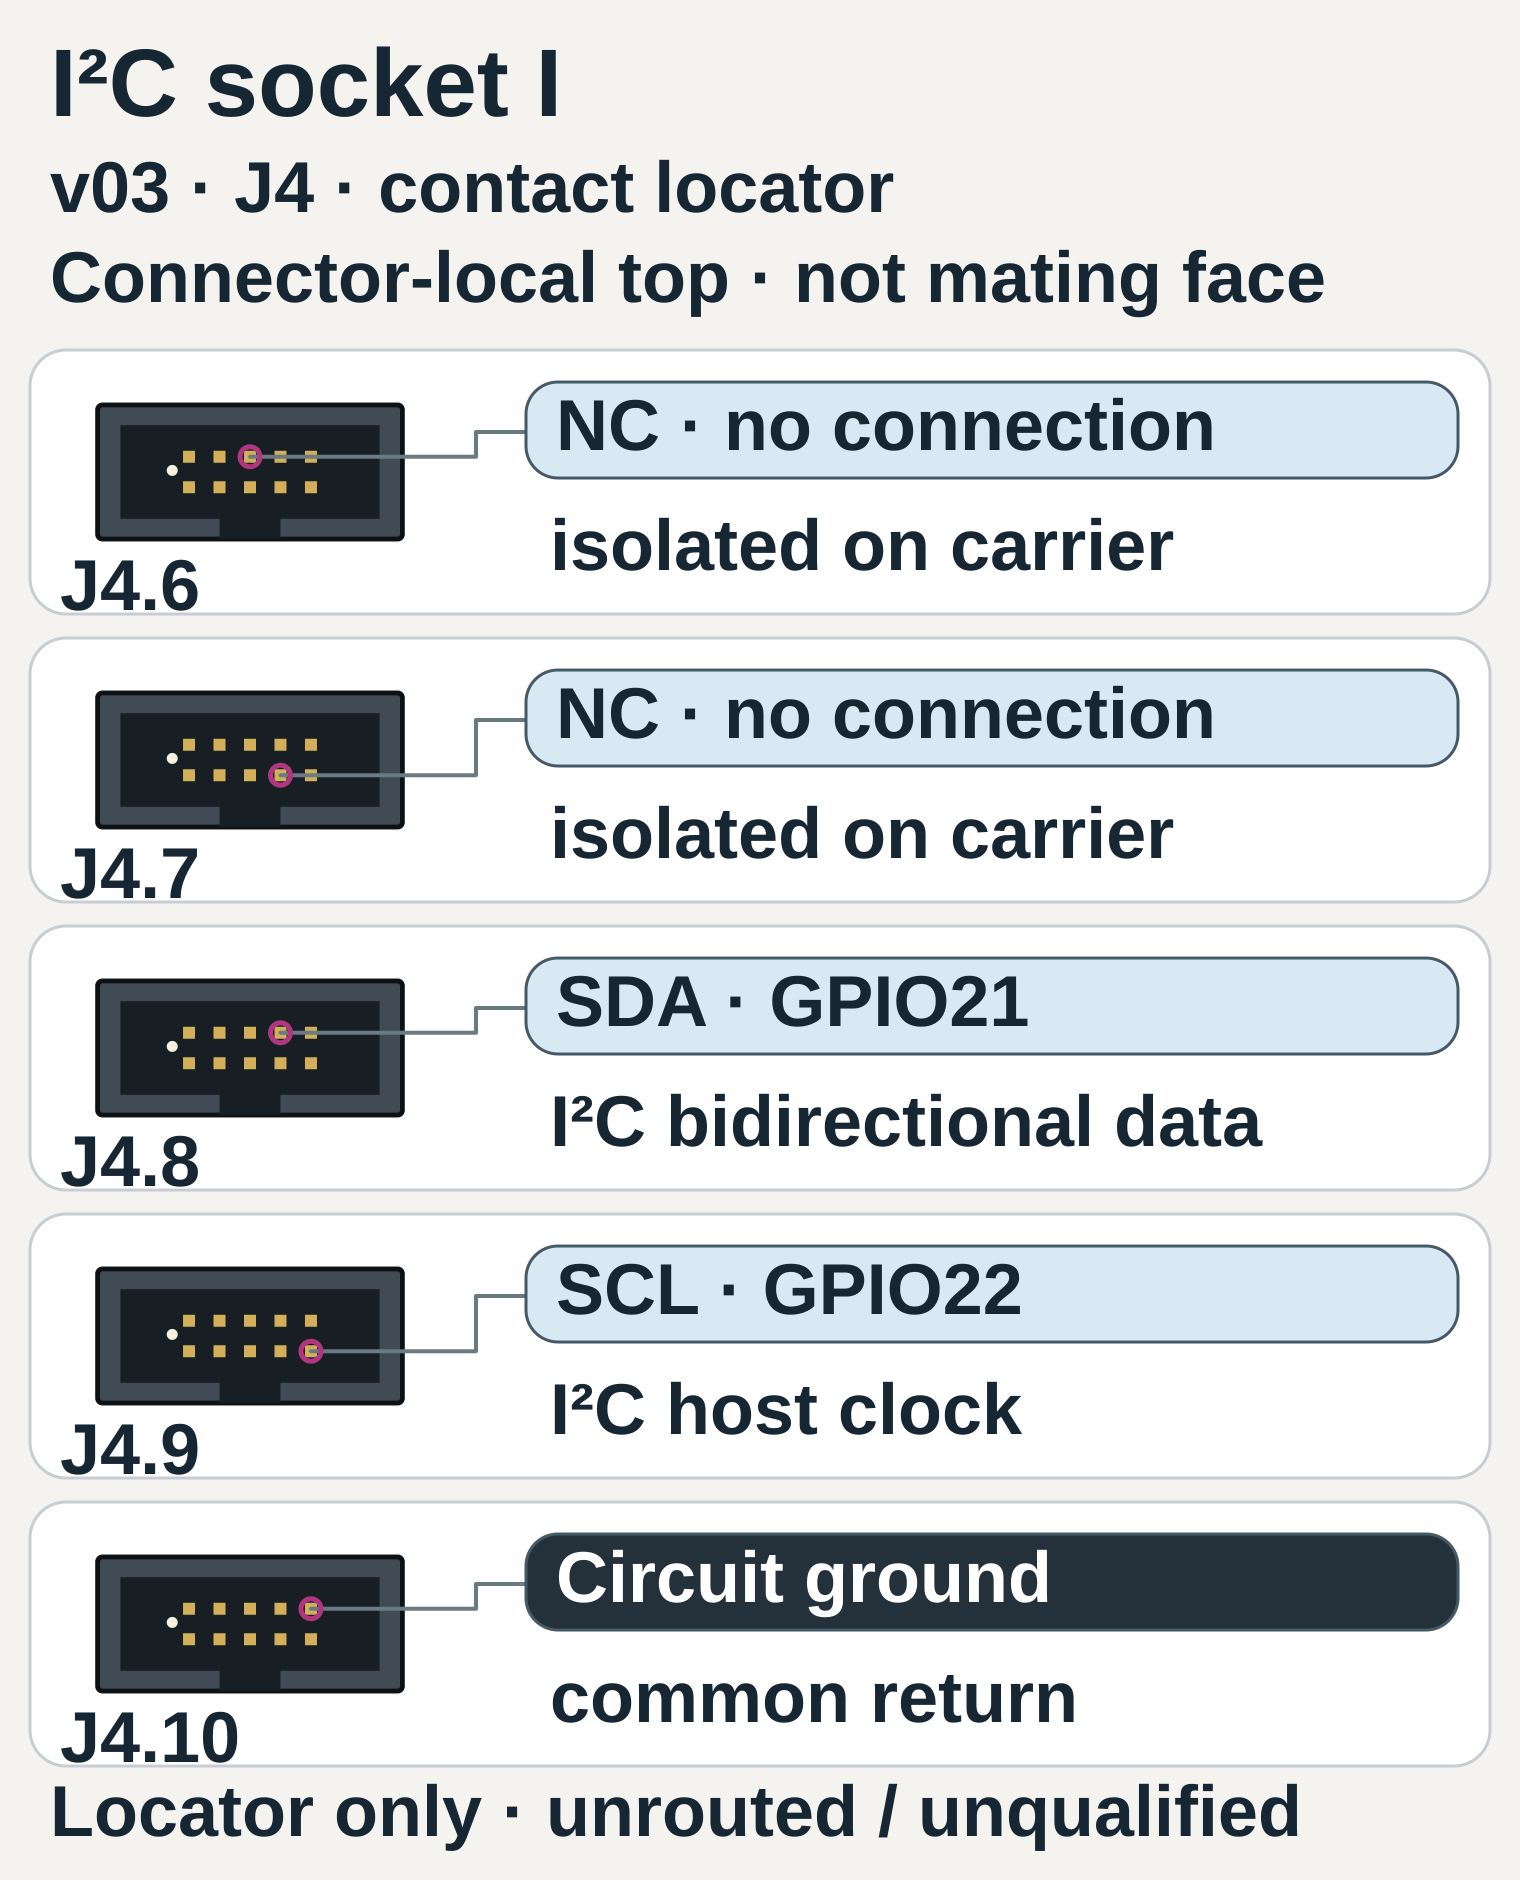 I²C socket I
v03 · J4 · contact locator
Connector-local top · not mating face
NC · no connection
isolated on carrier
J4.6
NC · no connection
isolated on carrier
J4.7
SDA · GPIO21
I²C bidirectional data
J4.8
SCL · GPIO22
I²C host clock
J4.9
Circuit ground
common return
J4.10
Locator only · unrouted / unqualified